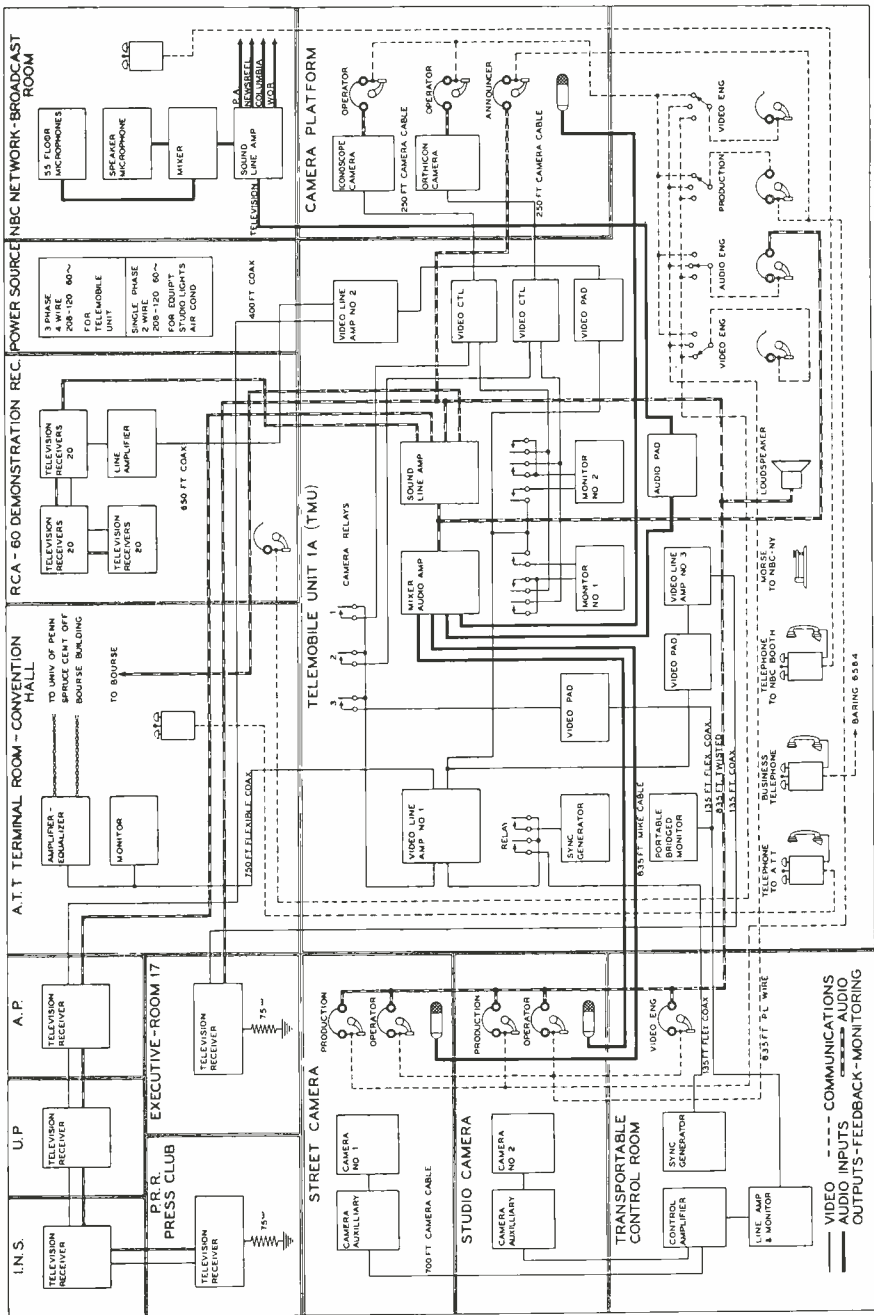 I.N.S.
TELEVISION
RECEIVER
U.P
TELEVISION
RECEIVER
A.P.
TELEVISION
RECEIVER
P.R.R.
PRESS CLUB
TELEVISION
RECEIVER
75~
EXECUTIVE-ROOM 17
TELEVISION
RECEIVER
75~
A.T.T TERMINAL ROOM - CONVENTION
HALL
AMPLIFIER -
EQUALIZER
TO UNIV OF PENN
SPRUCE CENT OFF
BOURSE BUILDING
MONITOR
TO BOURSE
750 FT FLEXIBLE COAX
RCA - 60 DEMONSTRATION REC.
TELEVISION
RECEIVERS
20
TELEVISION
RECEIVERS
20
TELEVISION
RECEIVERS
20
LINE
AMPLIFIER
650 FT COAX
POWER SOURCE
3 PHASE
4 WIRE
208-120 60~
FOR
TELEMOBILE
UNIT
SINGLE PHASE
2 WIRE
208-120 60~
FOR EQUIP'T
STUDIO LIGHTS
AIR COND
400 FT COAX
NBC NETWORK-BROADCAST
ROOM
55 FLOOR
MICROPHONES
SPEAKER
MICROPHONE
MIXER
SOUND
LINE AMP
P.A.
NEWSREEL
COLUMBIA
W.O.R
TELEVISION
STREET CAMERA
CAMERA
AUXILLIARY
CAMERA
NO 1
PRODUCTION
OPERATOR
700 FT CAMERA CABLE
STUDIO CAMERA
CAMERA
AUXILLIARY
CAMERA
NO 2
PRODUCTION
OPERATOR
TRANSPORTABLE
CONTROL ROOM
CONTROL
AMPLIFIER
SYNC
GENERATOR
VIDEO ENG
LINE AMP
& MONITOR
135 FT FLEX COAX
835 FT PL WIRE
TELEMOBILE UNIT 1A (TMU)
CAMERA RELAYS
3
2
1
VIDEO LINE
AMP NO 2
VIDEO LINE
AMP NO 1
MIXER
AUDIO AMP
SOUND
LINE AMP
VIDEO CTL
VIDEO CTL
VIDEO PAD
RELAY
SYNC
GENERATOR
VIDEO PAD
MONITOR
NO 1
MONITOR
NO 2
PORTABLE
BRIDGED
MONITOR
VIDEO PAD
VIDEO LINE
AMP NO 3
AUDIO PAD
835 FT MIKE CABLE
135 FT FLEX COAX
835 FT TWISTED
135 FT COAX
TELEPHONE
TO A T T
BUSINESS
TELEPHONE
TELEPHONE
TO NBC BOOTH
MORSE
TO NBC-NY
LOUDSPEAKER
BARING 6564
VIDEO ENG
AUDIO ENG
PRODUCTION
VIDEO ENG
CAMERA PLATFORM
ICONOSCOPE
CAMERA
OPERATOR
250 FT CAMERA CABLE
ORTHICON
CAMERA
OPERATOR
250 FT CAMERA CABLE
ANNOUNCER
VIDEO ---- COMMUNICATIONS
AUDIO INPUTS AUDIO
OUTPUTS - FEEDBACK - MONITORING